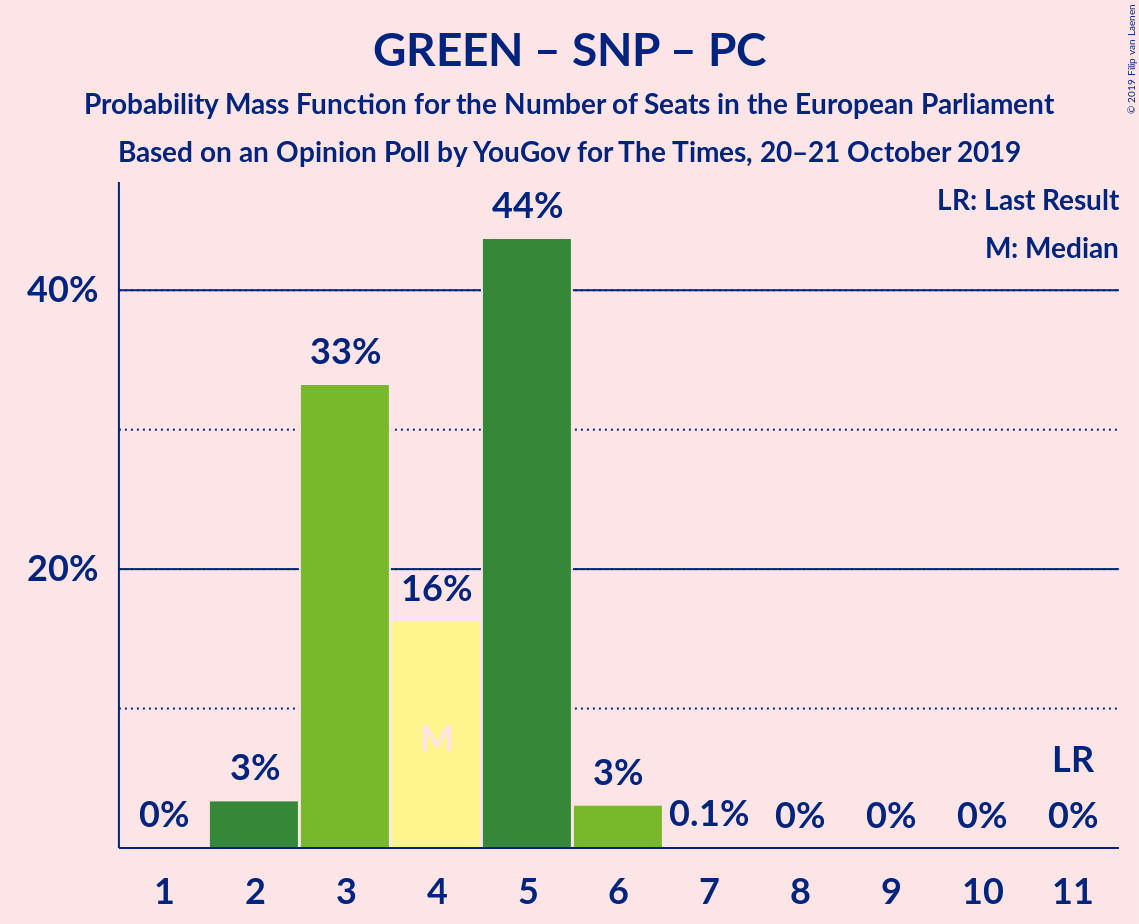 GREEN – SNP – PC
Probability Mass Function for the Number of Seats in the European Parliament
Based on an Opinion Poll by YouGov for The Times, 20–21 October 2019
© 2019 Filip van Laenen
LR: Last Result
M: Median
44%
40%
33%
20%
16%
M
3%
3%
LR
0%
0.1%
0%
0%
0%
0%
1 2 3 4 5 6 7 8 9 10 11